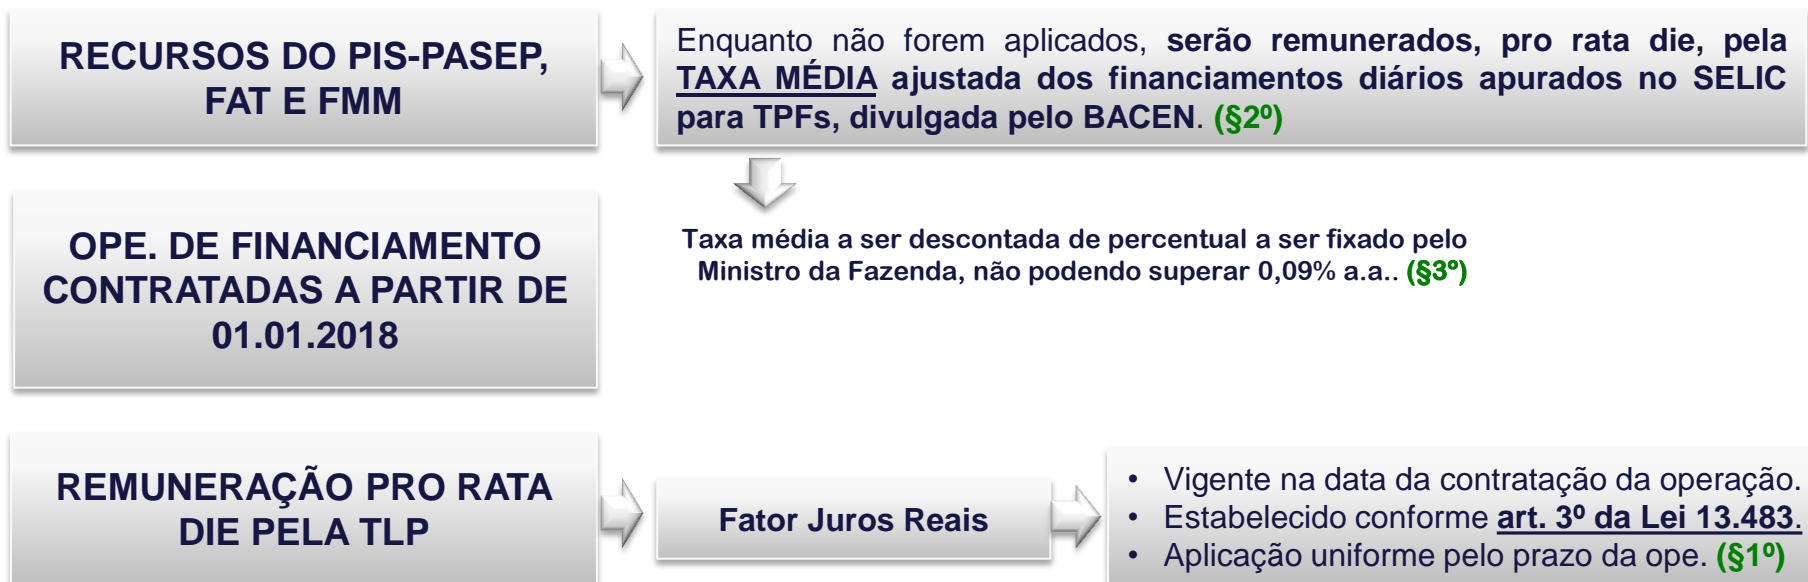 RECURSOS DO PIS-PASEP,
FAT E FMM
Enquanto não forem aplicados, serão remunerados, pro rata die, pela
TAXA MÉDIA ajustada dos financiamentos diários apurados no SELIC
para TPFs, divulgada pelo BACEN. (§2º)
Taxa média a ser descontada de percentual a ser fixado pelo
Ministro da Fazenda, não podendo superar 0,09% a.a.. (§3º)
OPE. DE FINANCIAMENTO
CONTRATADAS A PARTIR DE
01.01.2018
REMUNERAÇÃO PRO RATA
DIE PELA TLP
Fator Juros Reais
• Vigente na data da contratação da operação.
• Estabelecido conforme art. 3º da Lei 13.483.
• Aplicação uniforme pelo prazo da ope. (§1º)